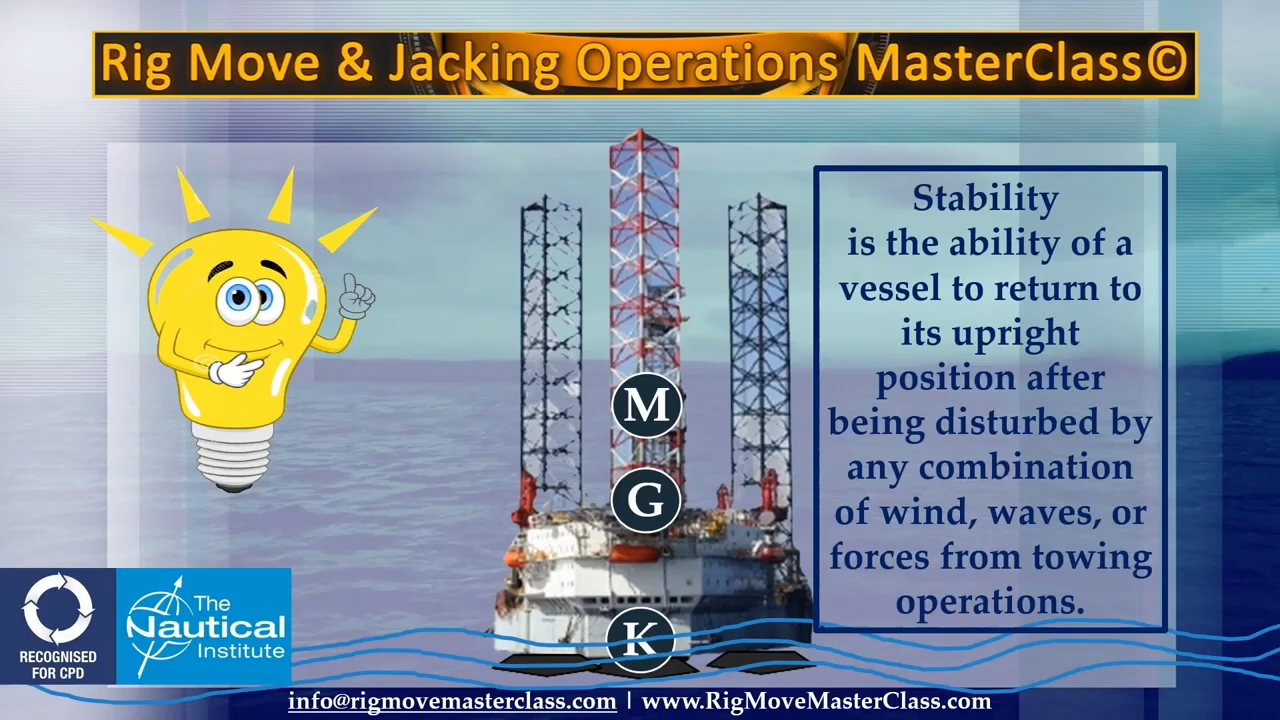 Rig Move & Jacking Operations MasterClass©
Stability
is the ability of a
vessel to return to
its upright
position after
being disturbed by
any combination
of wind, waves, or
forces from towing
operations.
M
G
K
RECOGNISED
FOR CPD
The
Nautical
Institute
info@rigmovemasterclass.com | www.RigMoveMasterClass.com